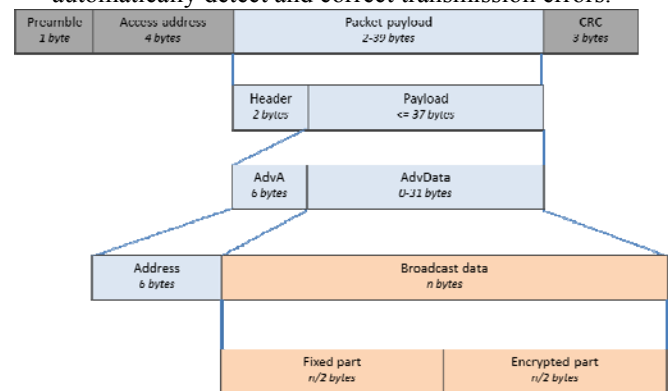 automatically detect and correct transmission errors.
Preamble Access address Packet payload CRC
1 byte 4 bytes 2-39 bytes 3 bytes
Header Payload
2 bytes <= 37 bytes
AdvA AdvData
6 bytes 0-31 bytes
Address Broadcast data
6 bytes n bytes
Fixed part Encrypted part
n/2 bytes n/2 bytes